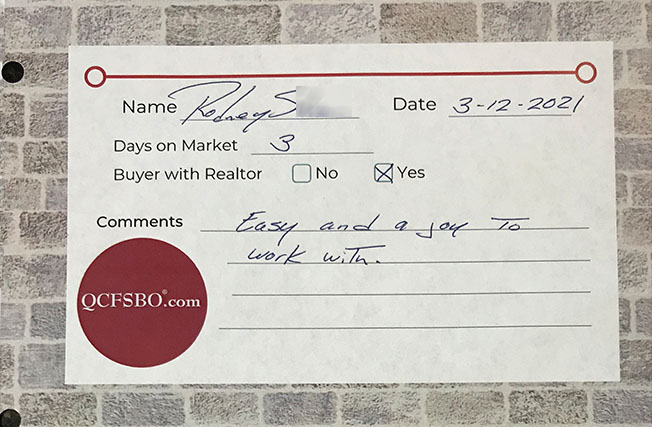 Name Rodney S Date 3-12-2021
Days on Market 3
Buyer with Realtor No Yes
Comments Easy and a joy To
work with.
QCFSBO®.com